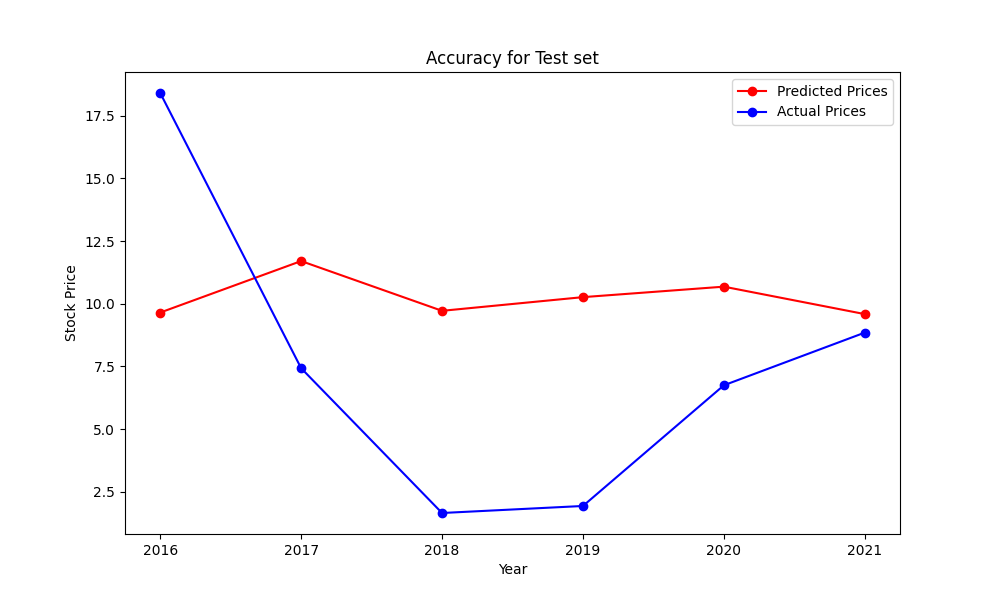 Accuracy for Test set
Predicted Prices
Actual Prices
17.5
15.0
12.5
10.0
7.5
5.0
2.5
Stock Price
2016 2017 2018 2019 2020 2021
Year